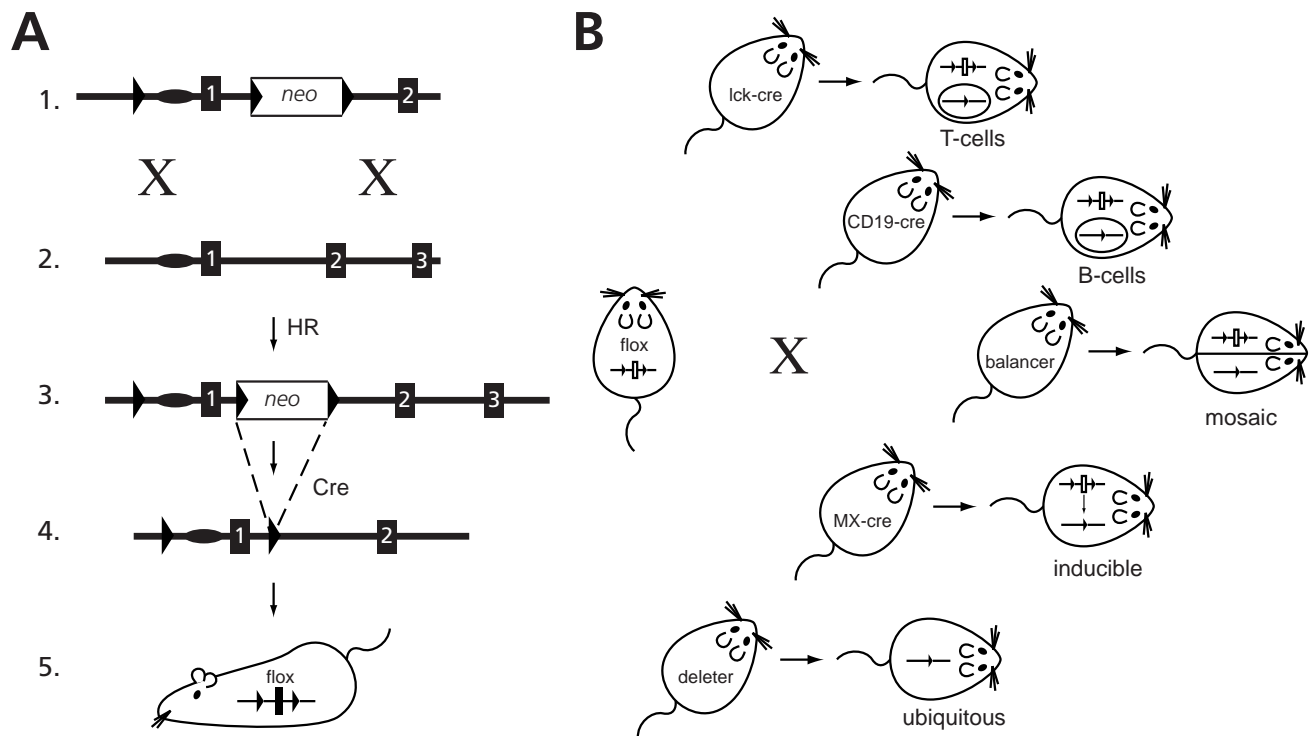 A
1.
1
neo
2
X X
2.
1
2
3
HR
3.
1
neo
2
3
Cre
4.
1
2
5.
flox
B
lck-cre
T-cells
CD19-cre
B-cells
flox
X
balancer
mosaic
MX-cre
inducible
deleter
ubiquitous